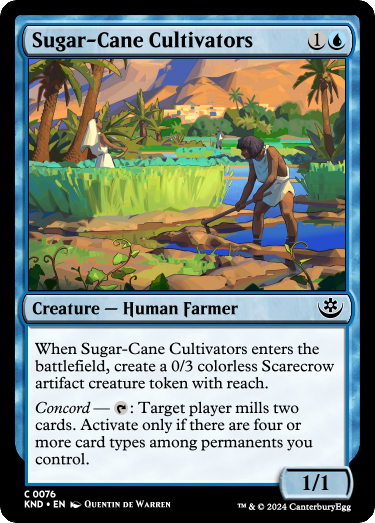 Sugar-Cane Cultivators 1
Creature — Human Farmer
When Sugar-Cane Cultivators enters the
battlefield, create a 0/3 colorless Scarecrow
artifact creature token with reach.
Concord — : Target player mills two
cards. Activate only if there are four or
more card types among permanents you
control.
1/1
C 0076
KND • EN Quentin de Warren
™ & © 2024 CanterburyEgg